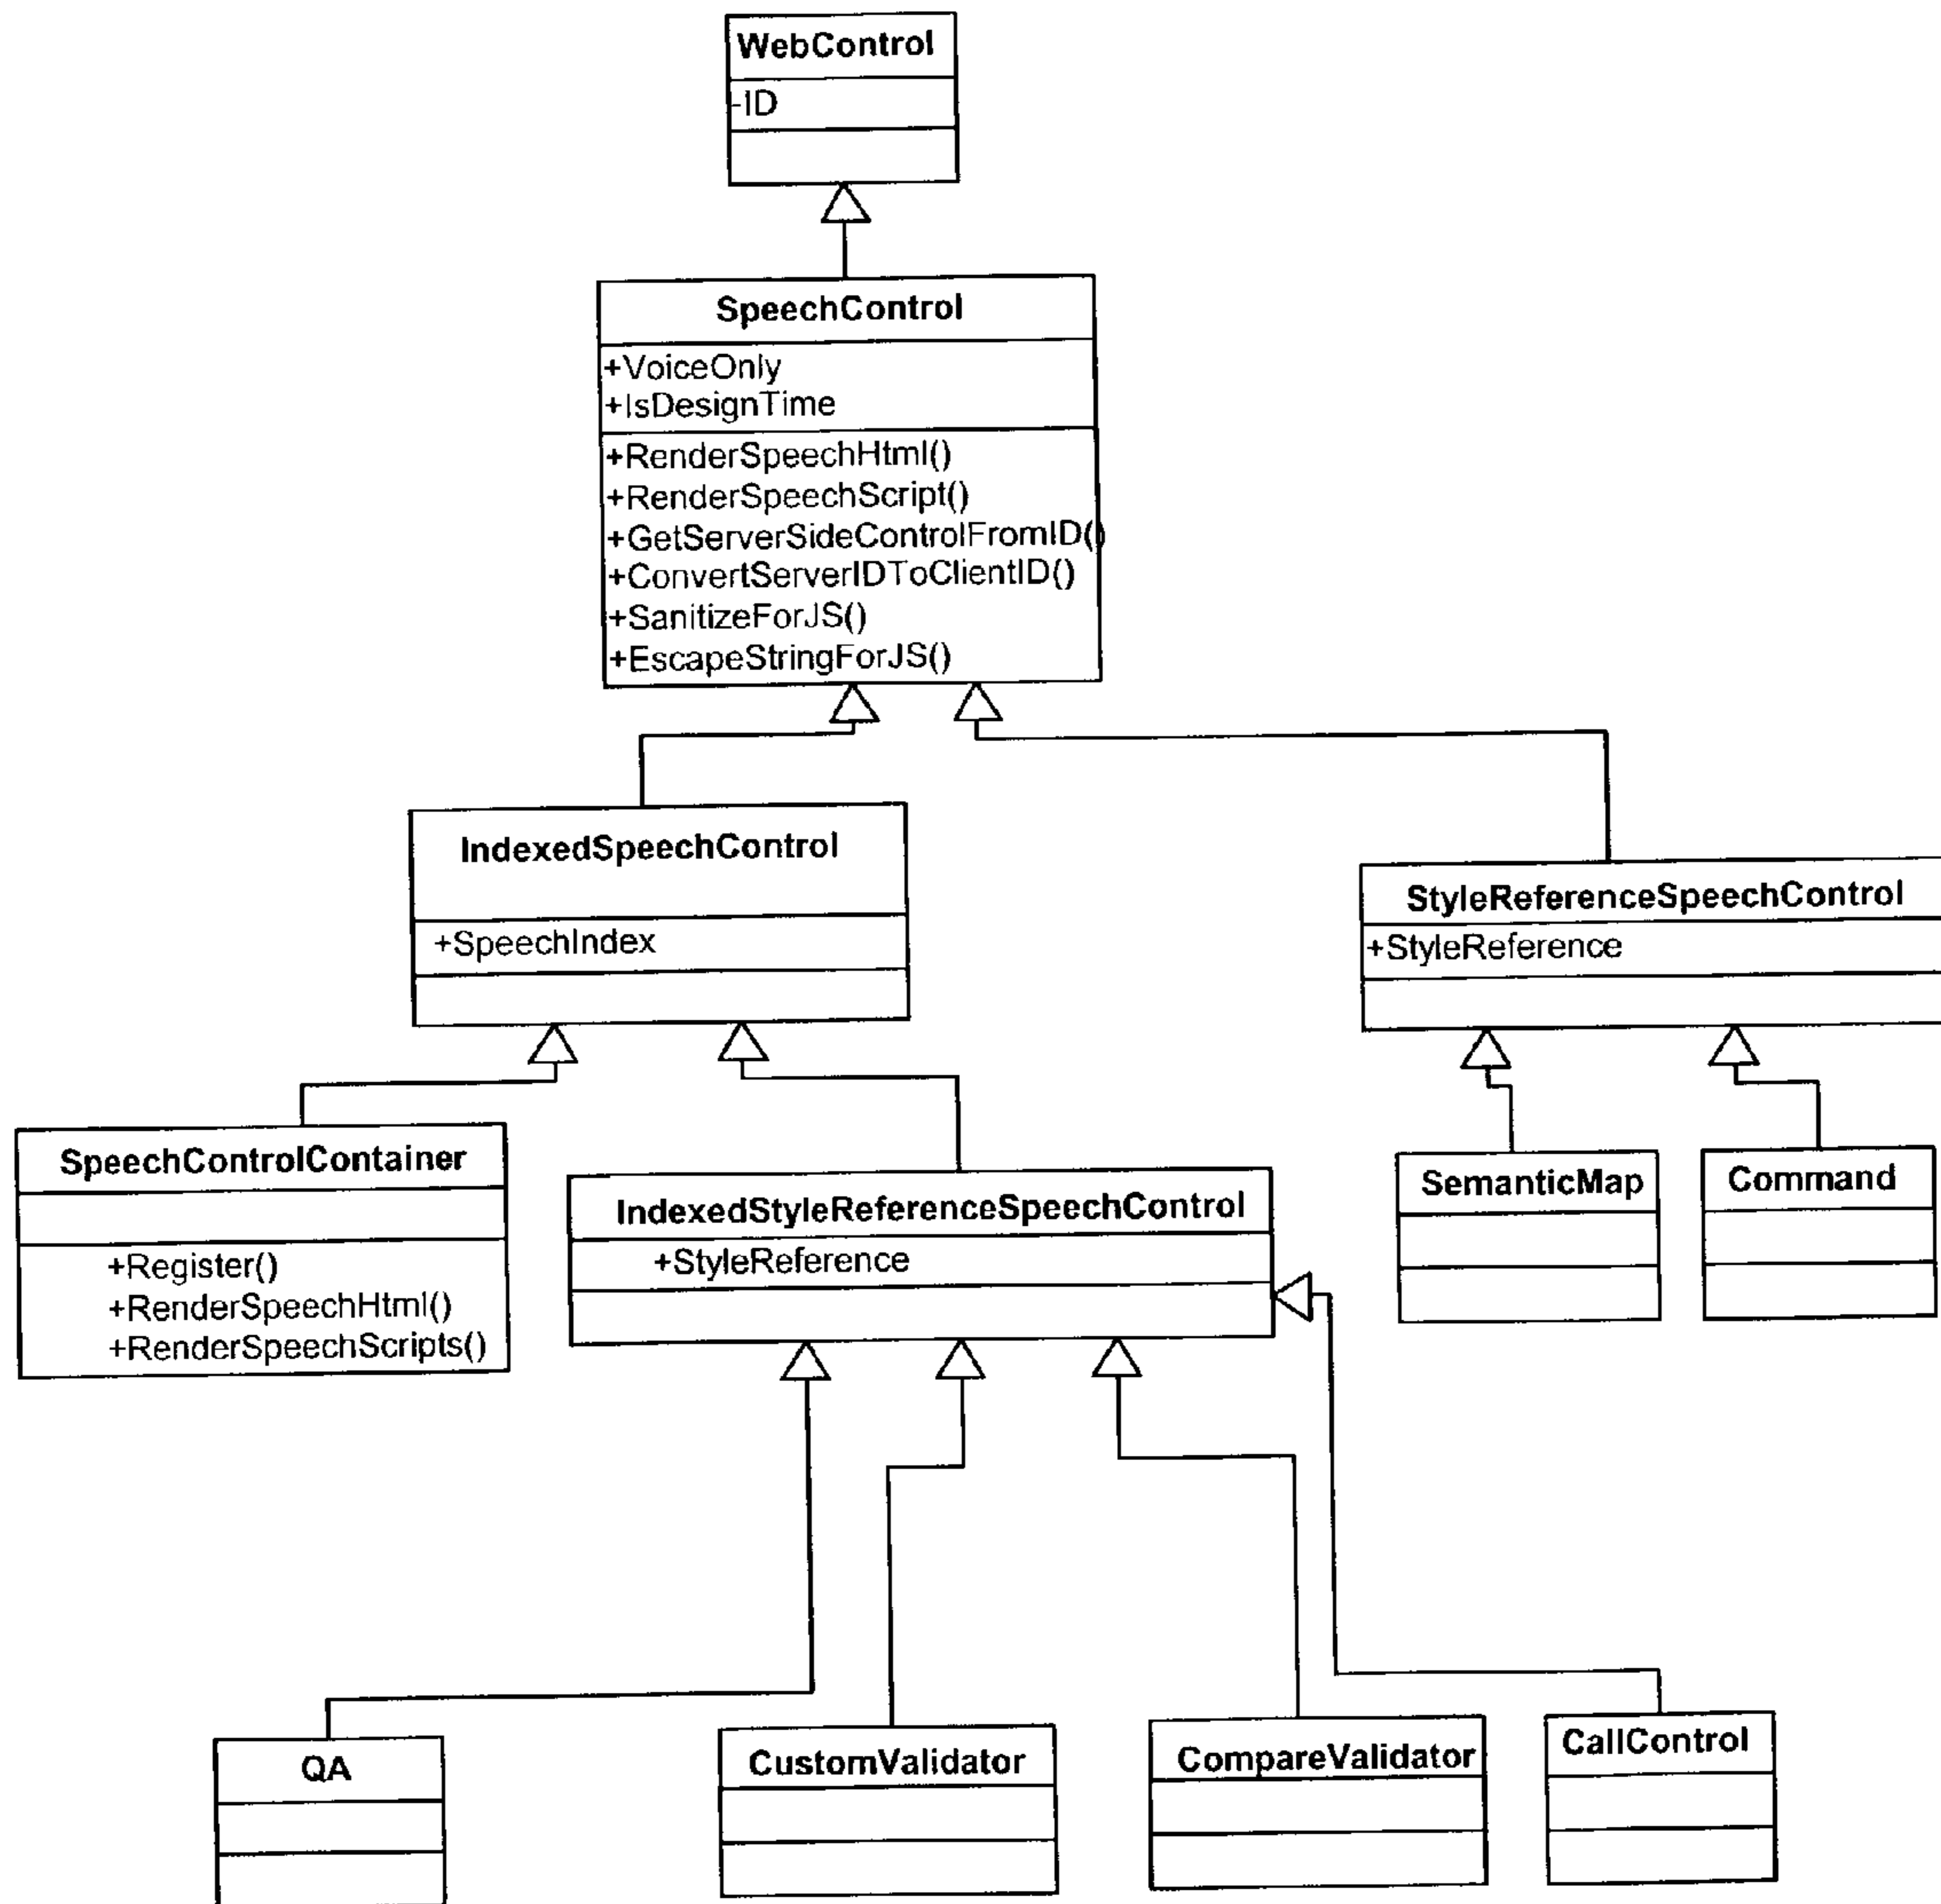 WebControl
-ID
SpeechControl
+VoiceOnly
+IsDesignTime
+RenderSpeechHtml()
+RenderSpeechScript()
+GetServerSideControlFromID()
+ConvertServerIDToClientID()
+SanitizeForJS()
+EscapeStringForJS()
IndexedSpeechControl
+SpeechIndex
StyleReferenceSpeechControl
+StyleReference
SpeechControlContainer
+Register()
+RenderSpeechHtml()
+RenderSpeechScripts()
IndexedStyleReferenceSpeechControl
+StyleReference
SemanticMap
Command
QA
CustomValidator
CompareValidator
CallControl